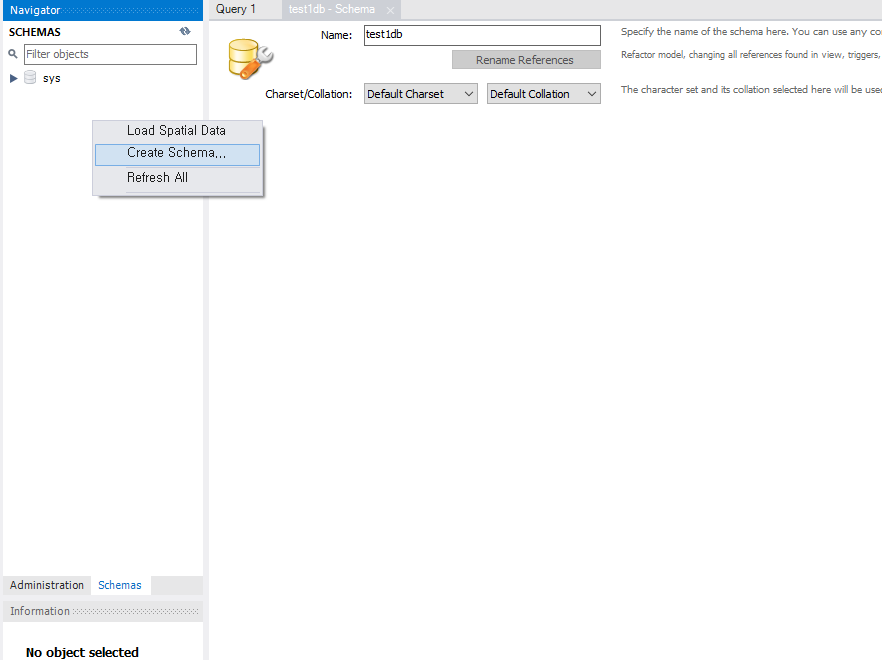 Navigator
SCHEMAS
Filter objects
sys
Load Spatial Data
Create Schema...
Refresh All
Administration Schemas
Information
No object selected
Query 1 test1db - Schema
Name: test1db
Rename References
Charset/Collation: Default Charset Default Collation
Specify the name of the schema here. You can use any
Refactor model, changing all references found in view, triggers,
The character set and its collation selected here will be